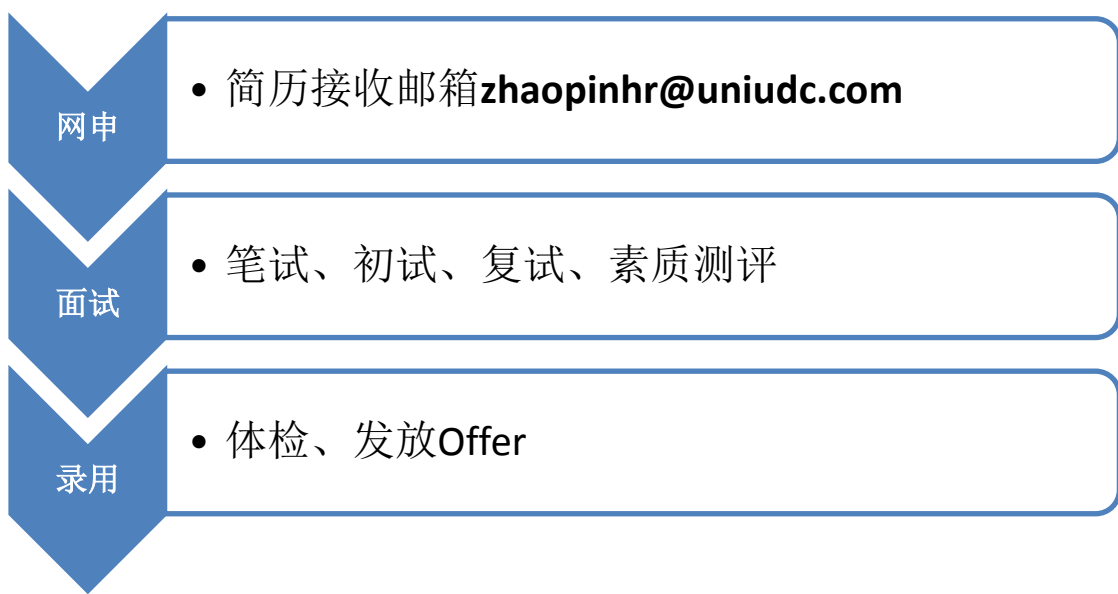 网申
• 简历接收邮箱zhaopinhr@uniudc.com
面试
• 笔试、初试、复试、素质测评
录用
• 体检、发放Offer